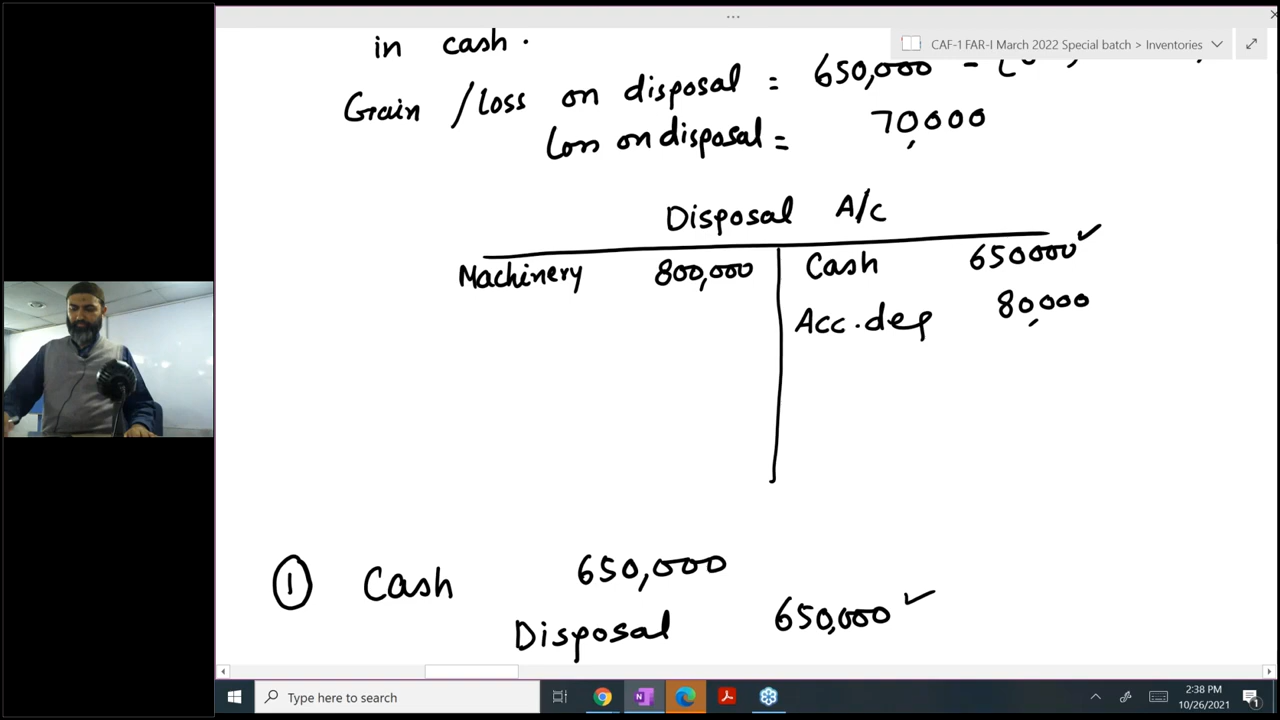 in cash.
CAF-1 FAR-I March 2022 Special batch > Inventories
Gain / loss on disposal = 650,000 -
Loss on disposal = 70,000
Disposal A/c
Machinery 800,000 Cash 650000 ✓
Acc. dep 80,000
① Cash 650,000
Disposal 650,000 ✓
Type here to search
2:38 PM
10/26/2021